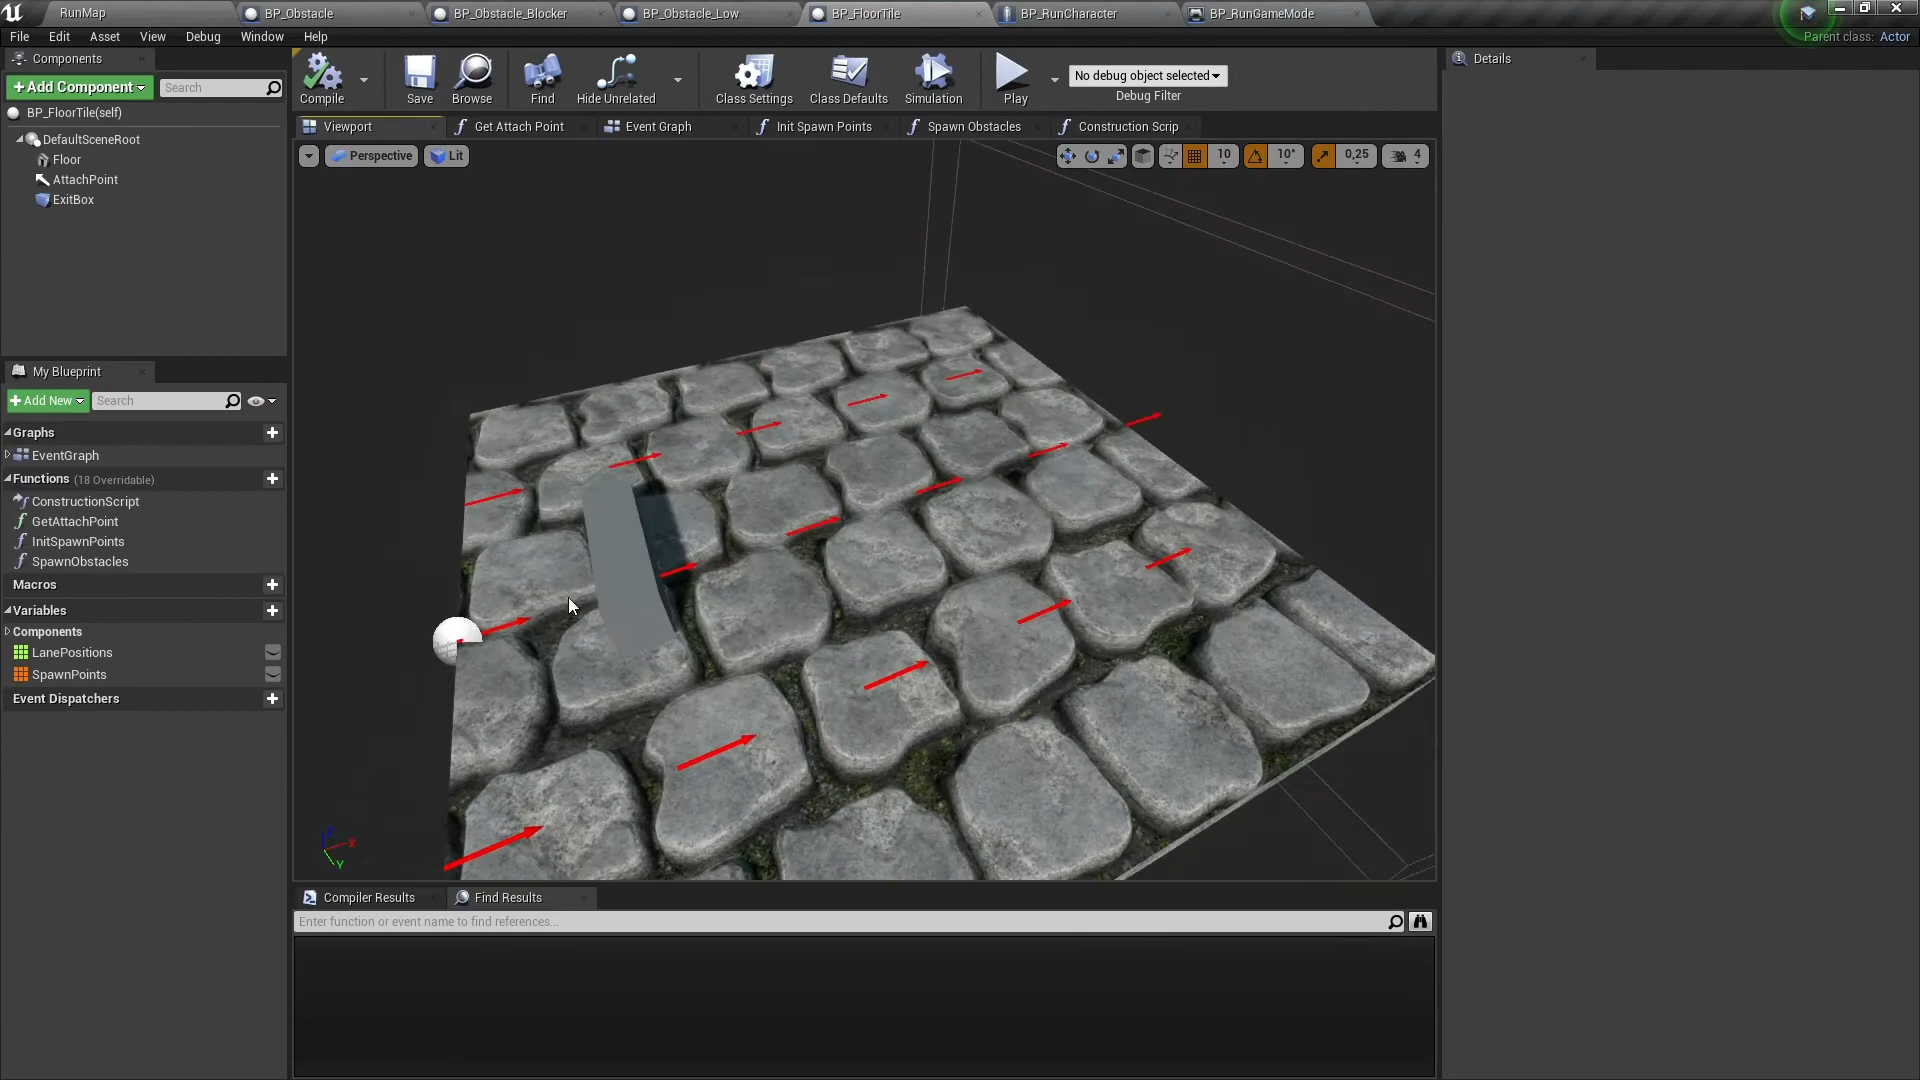 RunMap
BP_Obstacle
BP_Obstacle_Blocker
BP_Obstacle_Low
BP_FloorTile
BP_RunCharacter
BP_RunGameMode
File Edit Asset View Debug Window Help
Parent class: Actor
Components
Details
+Add Component
Search
Compile
Save
Browse
Find
Hide Unrelated
Class Settings
Class Defaults
Simulation
Play
No debug object selected
Debug Filter
BP_FloorTile(self)
DefaultSceneRoot
Floor
AttachPoint
ExitBox
Viewport
Get Attach Point
Event Graph
Init Spawn Points
Spawn Obstacles
Construction Scrip
Perspective
Lit
10
10°
0,25
4
My Blueprint
+Add New
Search
Graphs
EventGraph
Functions (18 Overridable)
ConstructionScript
GetAttachPoint
InitSpawnPoints
SpawnObstacles
Macros
Variables
Components
LanePositions
SpawnPoints
Event Dispatchers
Z
X
Y
Compiler Results
Find Results
Enter function or event name to find references...